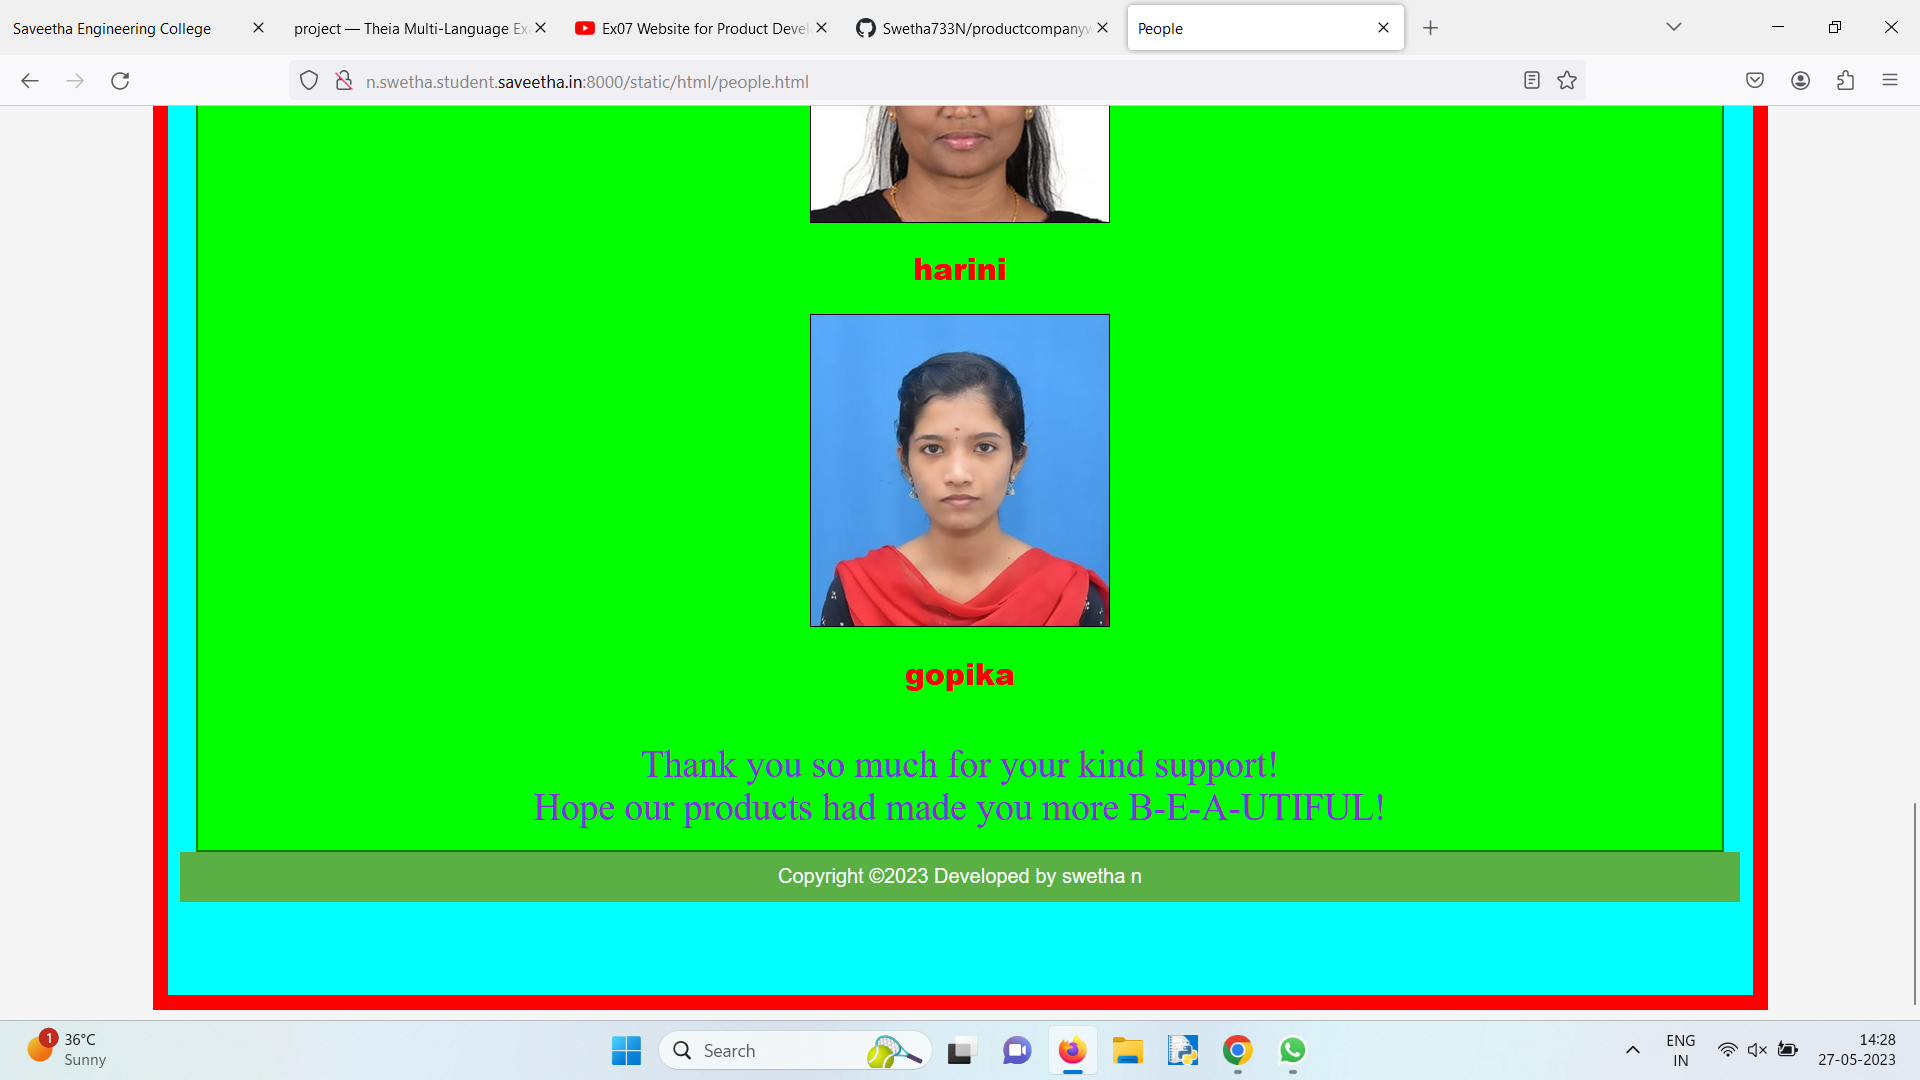 Saveetha Engineering College
project — Theia Multi-Language Ex
Ex07 Website for Product Devel
Swetha733N/productcompanyw
People
n.swetha.student.saveetha.in:8000/static/html/people.html
harini
gopika
Thank you so much for your kind support!
Hope our products had made you more B-E-A-UTIFUL!
Copyright ©2023 Developed by swetha n
1
36°C
Sunny
Search
ENG
IN
14:28
27-05-2023